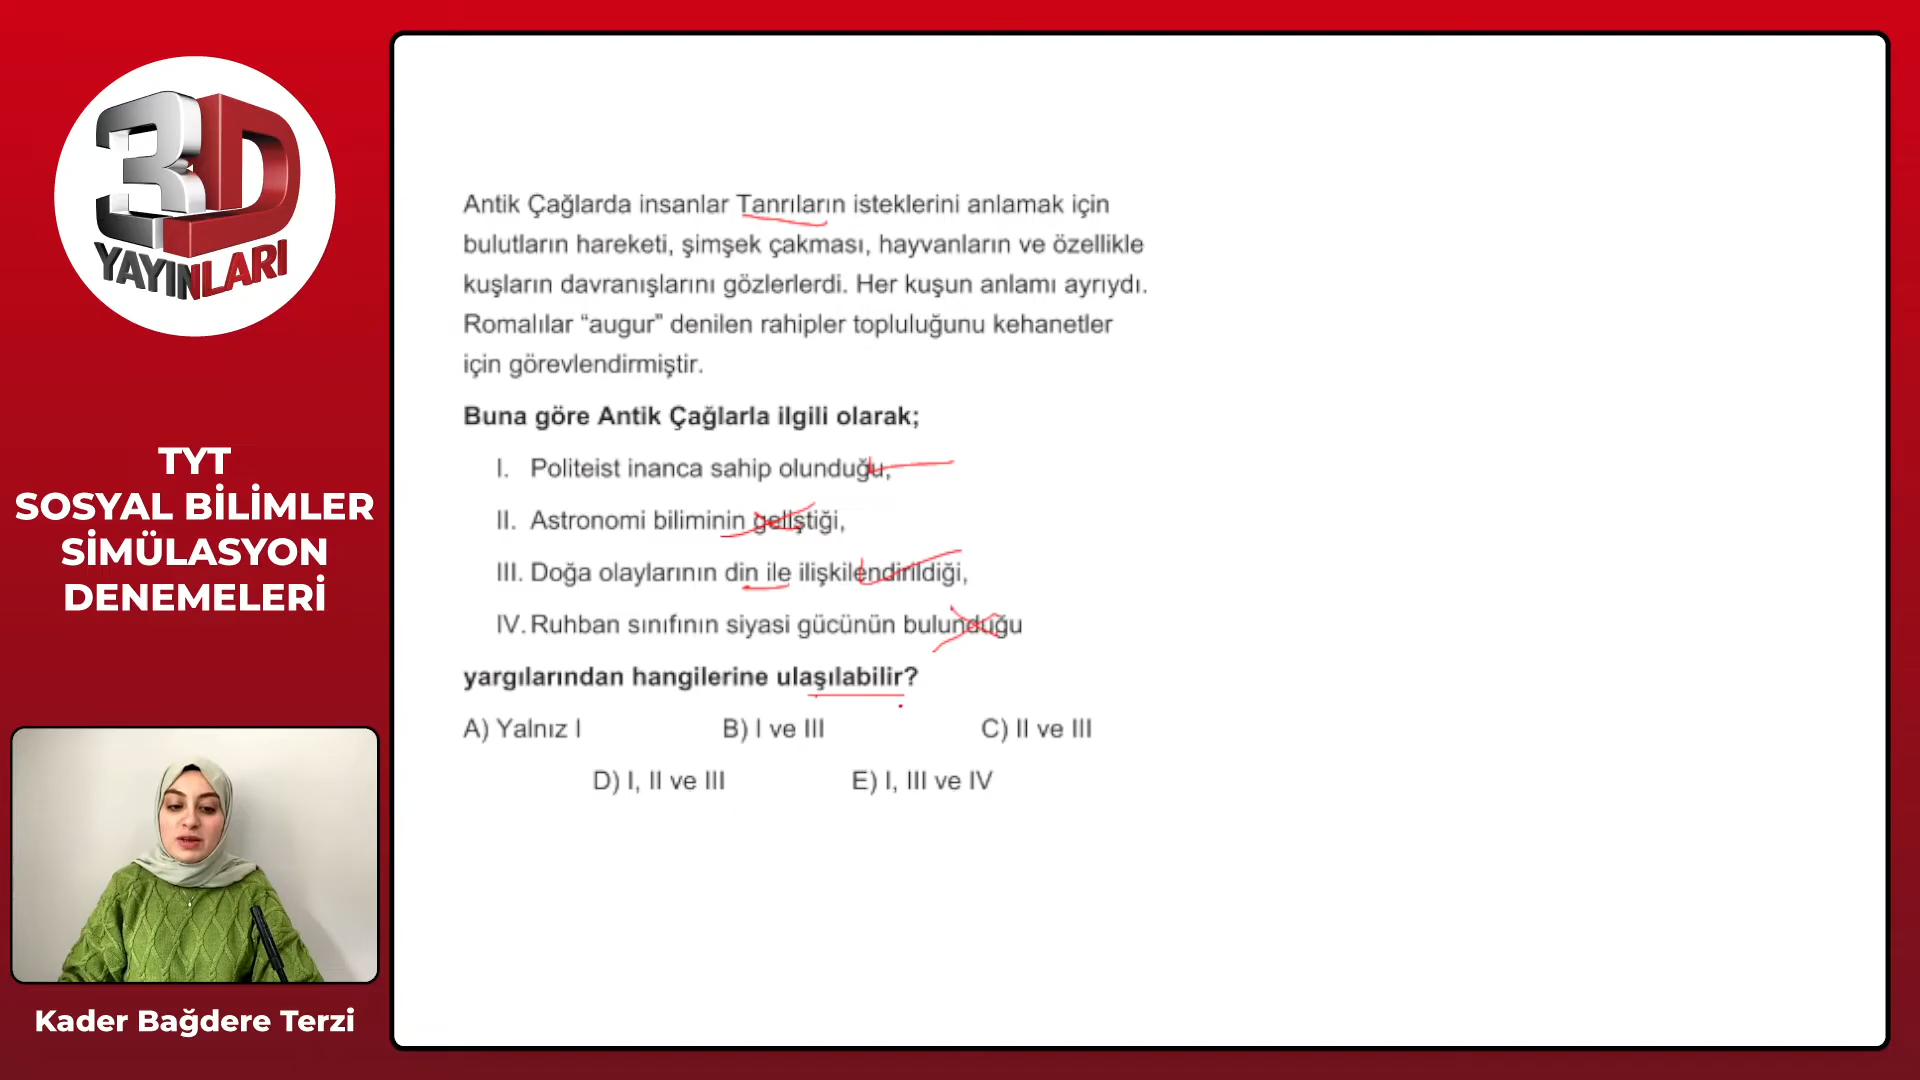 3D
YAYINLARI
TYT
SOSYAL BİLİMLER
SİMÜLASYON
DENEMELERİ
Kader Bağdere Terzi
Antik Çağlarda insanlar Tanrıların isteklerini anlamak için
bulutların hareketi, şimşek çakması, hayvanların ve özellikle
kuşların davranışlarını gözlerlerdi. Her kuşun anlamı ayrıydı.
Romalılar “augur” denilen rahipler topluluğunu kehanetler
için görevlendirmiştir.
Buna göre Antik Çağlarla ilgili olarak;
I. Politeist inanca sahip olunduğu,
II. Astronomi biliminin geliştiği,
III. Doğa olaylarının din ile ilişkilendirildiği,
IV. Ruhban sınıfının siyasi gücünün bulunduğu
yargılarından hangilerine ulaşılabilir?
A) Yalnız I B) I ve III C) II ve III
D) I, II ve III E) I, III ve IV